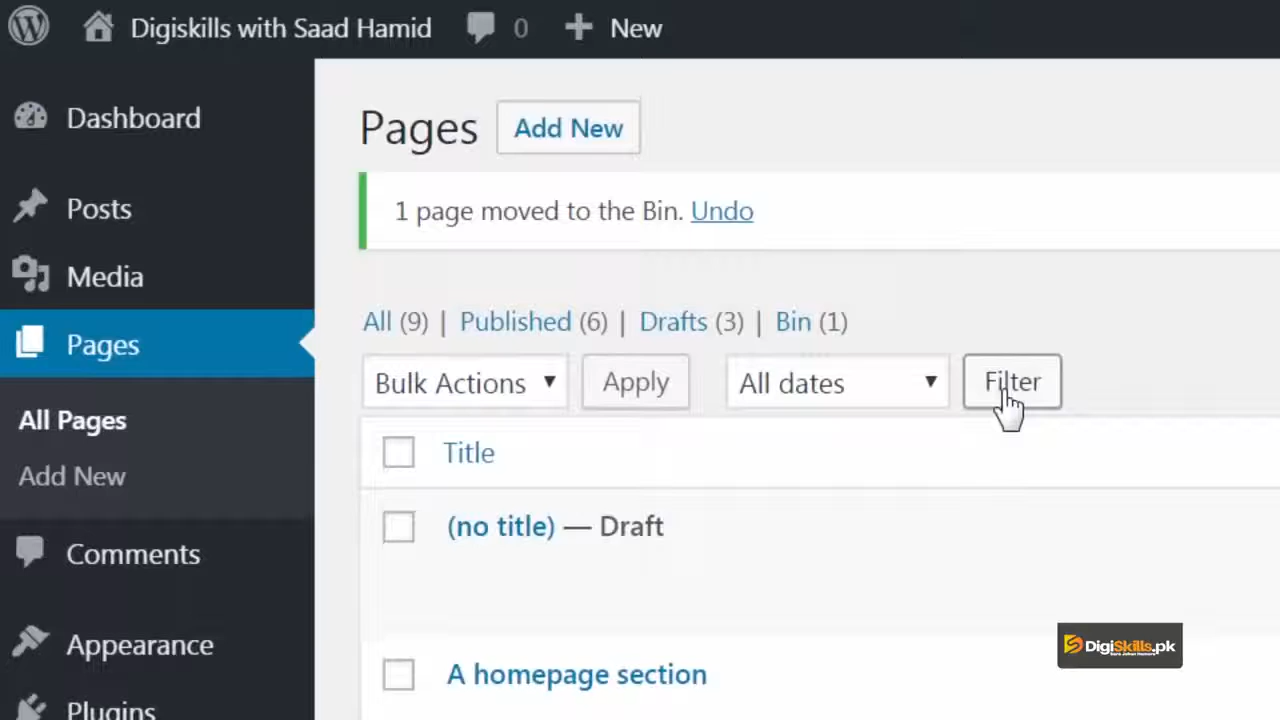 Digiskills with Saad Hamid 0 New
Dashboard
Posts
Media
Pages
All Pages
Add New
Comments
Appearance
Plugins
Pages Add New
1 page moved to the Bin. Undo
All (9) | Published (6) | Drafts (3) | Bin (1)
Bulk Actions Apply All dates Filter
Title
(no title) — Draft
A homepage section
DigiSkills.pk